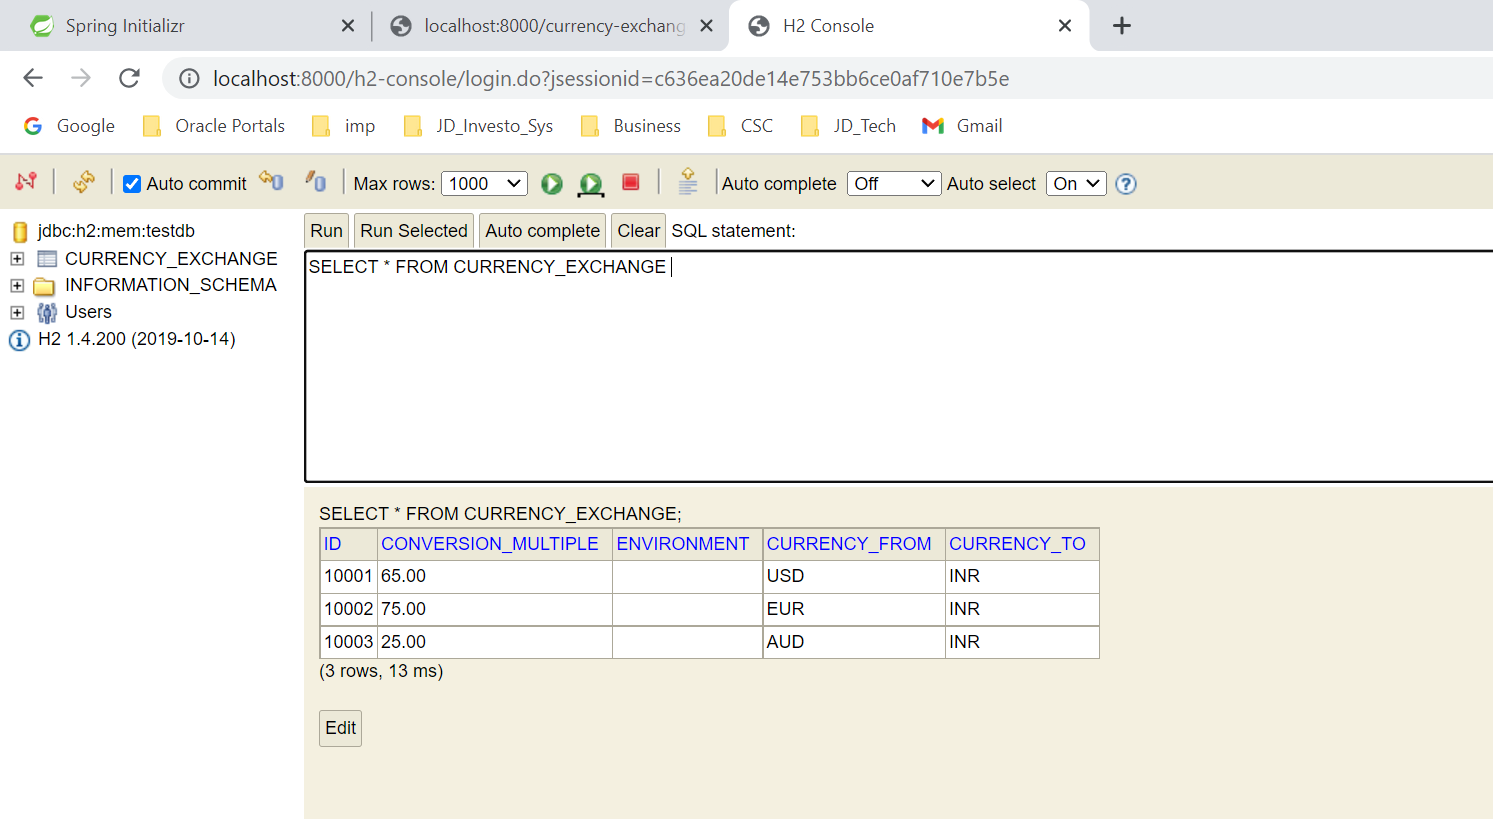 Spring Initializr
localhost:8000/currency-exchang
H2 Console
localhost:8000/h2-console/login.do?jsessionid=c636ea20de14e753bb6ce0af710e7b5e
Google Oracle Portals imp JD_Investo_Sys Business CSC JD_Tech Gmail
Auto commit Max rows: 1000 Auto complete Off Auto select On ?
jdbc:h2:mem:testdb
CURRENCY_EXCHANGE
INFORMATION_SCHEMA
Users
H2 1.4.200 (2019-10-14)
Run Run Selected Auto complete Clear SQL statement:
SELECT * FROM CURRENCY_EXCHANGE
SELECT * FROM CURRENCY_EXCHANGE;
ID CONVERSION_MULTIPLE ENVIRONMENT CURRENCY_FROM CURRENCY_TO
10001 65.00 USD INR
10002 75.00 EUR INR
10003 25.00 AUD INR
(3 rows, 13 ms)
Edit